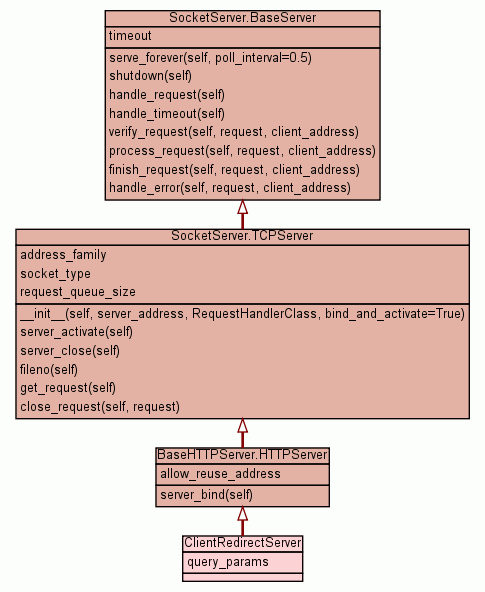 SocketServer.BaseServer
timeout
serve_forever(self, poll_interval=0.5)
shutdown(self)
handle_request(self)
handle_timeout(self)
verify_request(self, request, client_address)
process_request(self, request, client_address)
finish_request(self, request, client_address)
handle_error(self, request, client_address)
SocketServer.TCPServer
address_family
socket_type
request_queue_size
__init__(self, server_address, RequestHandlerClass, bind_and_activate=True)
server_activate(self)
server_close(self)
fileno(self)
get_request(self)
close_request(self, request)
BaseHTTPServer.HTTPServer
allow_reuse_address
server_bind(self)
ClientRedirectServer
query_params